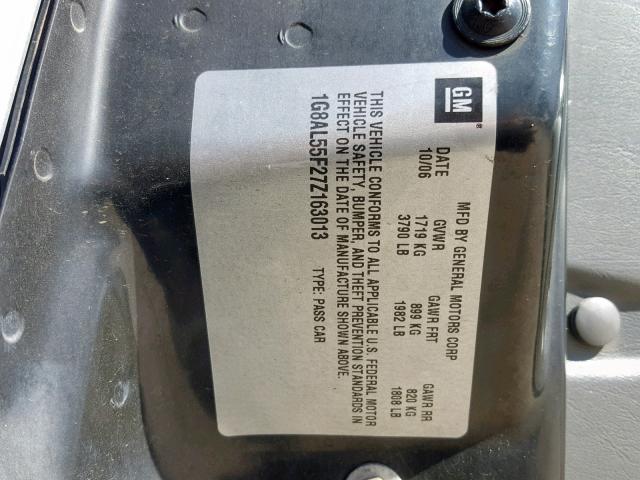 GM
MFD BY GENERAL MOTORS CORP
DATE GVWR GAWR FRT GAWR RR
10/06 1719 KG 899 KG 820 KG
3790 LB 1982 LB 1808 LB
THIS VEHICLE CONFORMS TO ALL APPLICABLE U.S. FEDERAL MOTOR
VEHICLE SAFETY, BUMPER, AND THEFT PREVENTION STANDARDS IN
EFFECT ON THE DATE OF MANUFACTURE SHOWN ABOVE.
1G8AL55F27Z163013 TYPE: PASS CAR